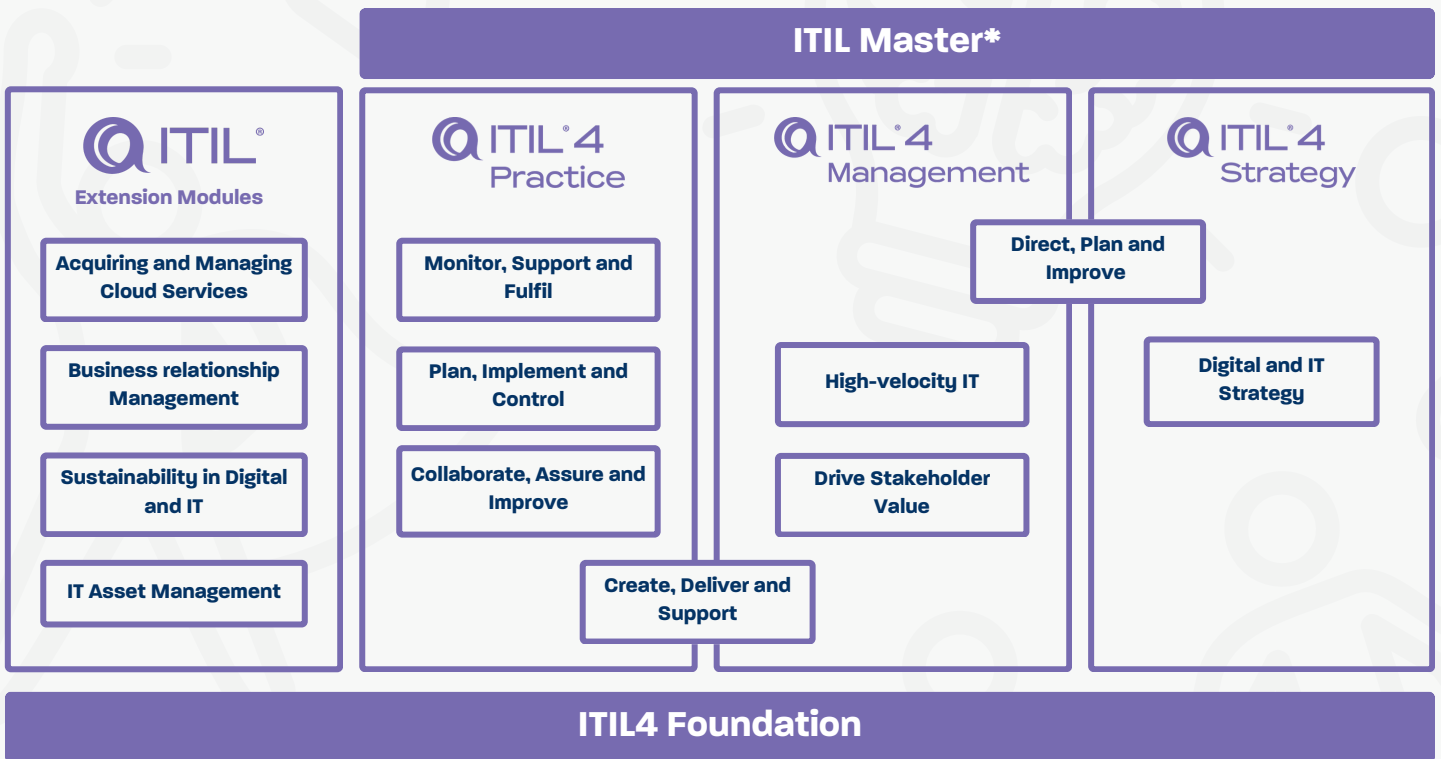 ITIL Master*
ITIL®
Extension Modules
Acquiring and Managing
Cloud Services
Business relationship
Management
Sustainability in Digital
and IT
IT Asset Management
ITIL®4
Practice
Monitor, Support and
Fulfil
Plan, Implement and
Control
Collaborate, Assure and
Improve
Create, Deliver and
Support
ITIL®4
Management
High-velocity IT
Drive Stakeholder
Value
Direct, Plan and
Improve
ITIL®4
Strategy
Digital and IT
Strategy
ITIL4 Foundation